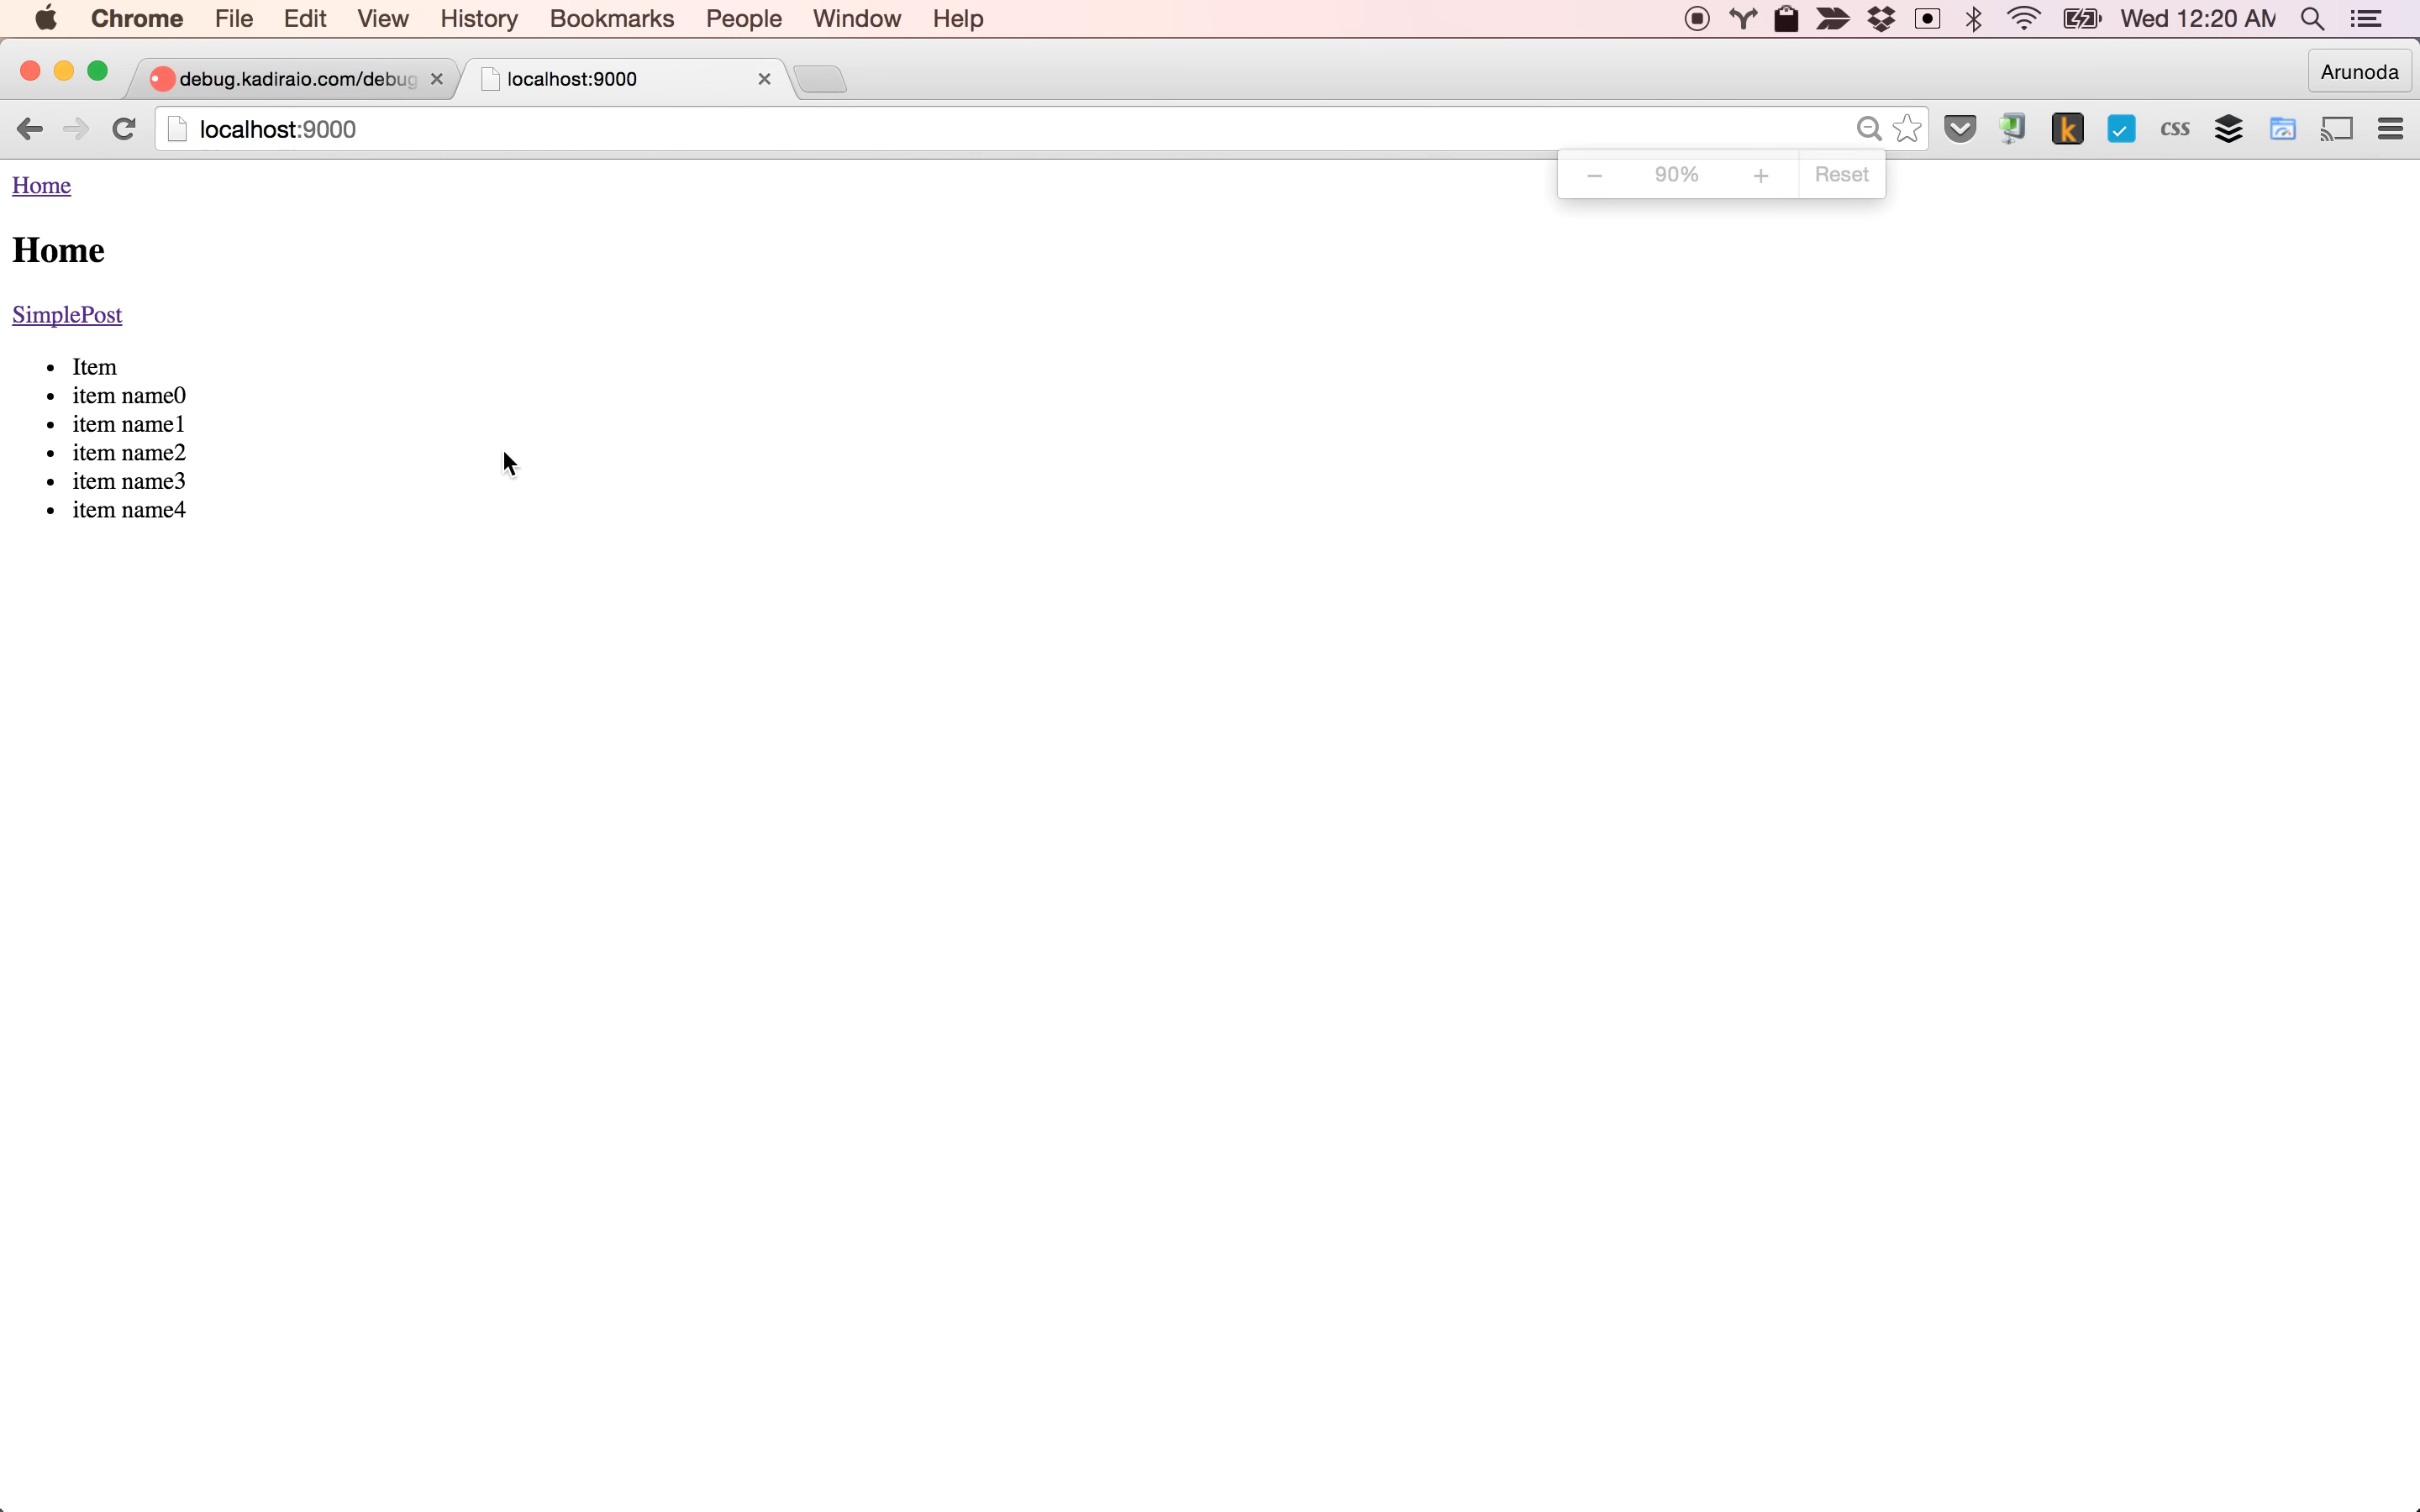 Chrome File Edit View History Bookmarks People Window Help Wed 12:20 AM
debug.kadiraio.com/debug localhost:9000 Arunoda
localhost:9000 css
90% Reset
Home
Home
SimplePost
Item
item name0
item name1
item name2
item name3
item name4